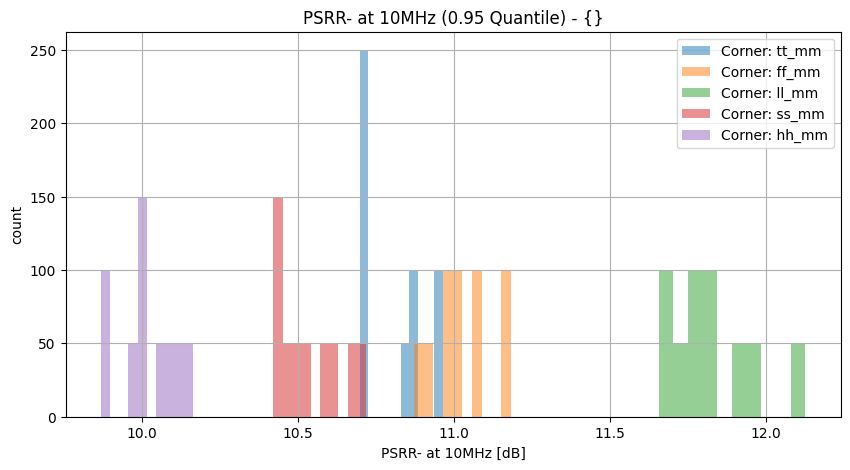 PSRR- at 10MHz (0.95 Quantile) - {}
Corner: tt_mm
Corner: ff_mm
Corner: ll_mm
Corner: ss_mm
Corner: hh_mm
250
200
150
100
50
0
count
10.0 10.5 11.0 11.5 12.0
PSRR- at 10MHz [dB]